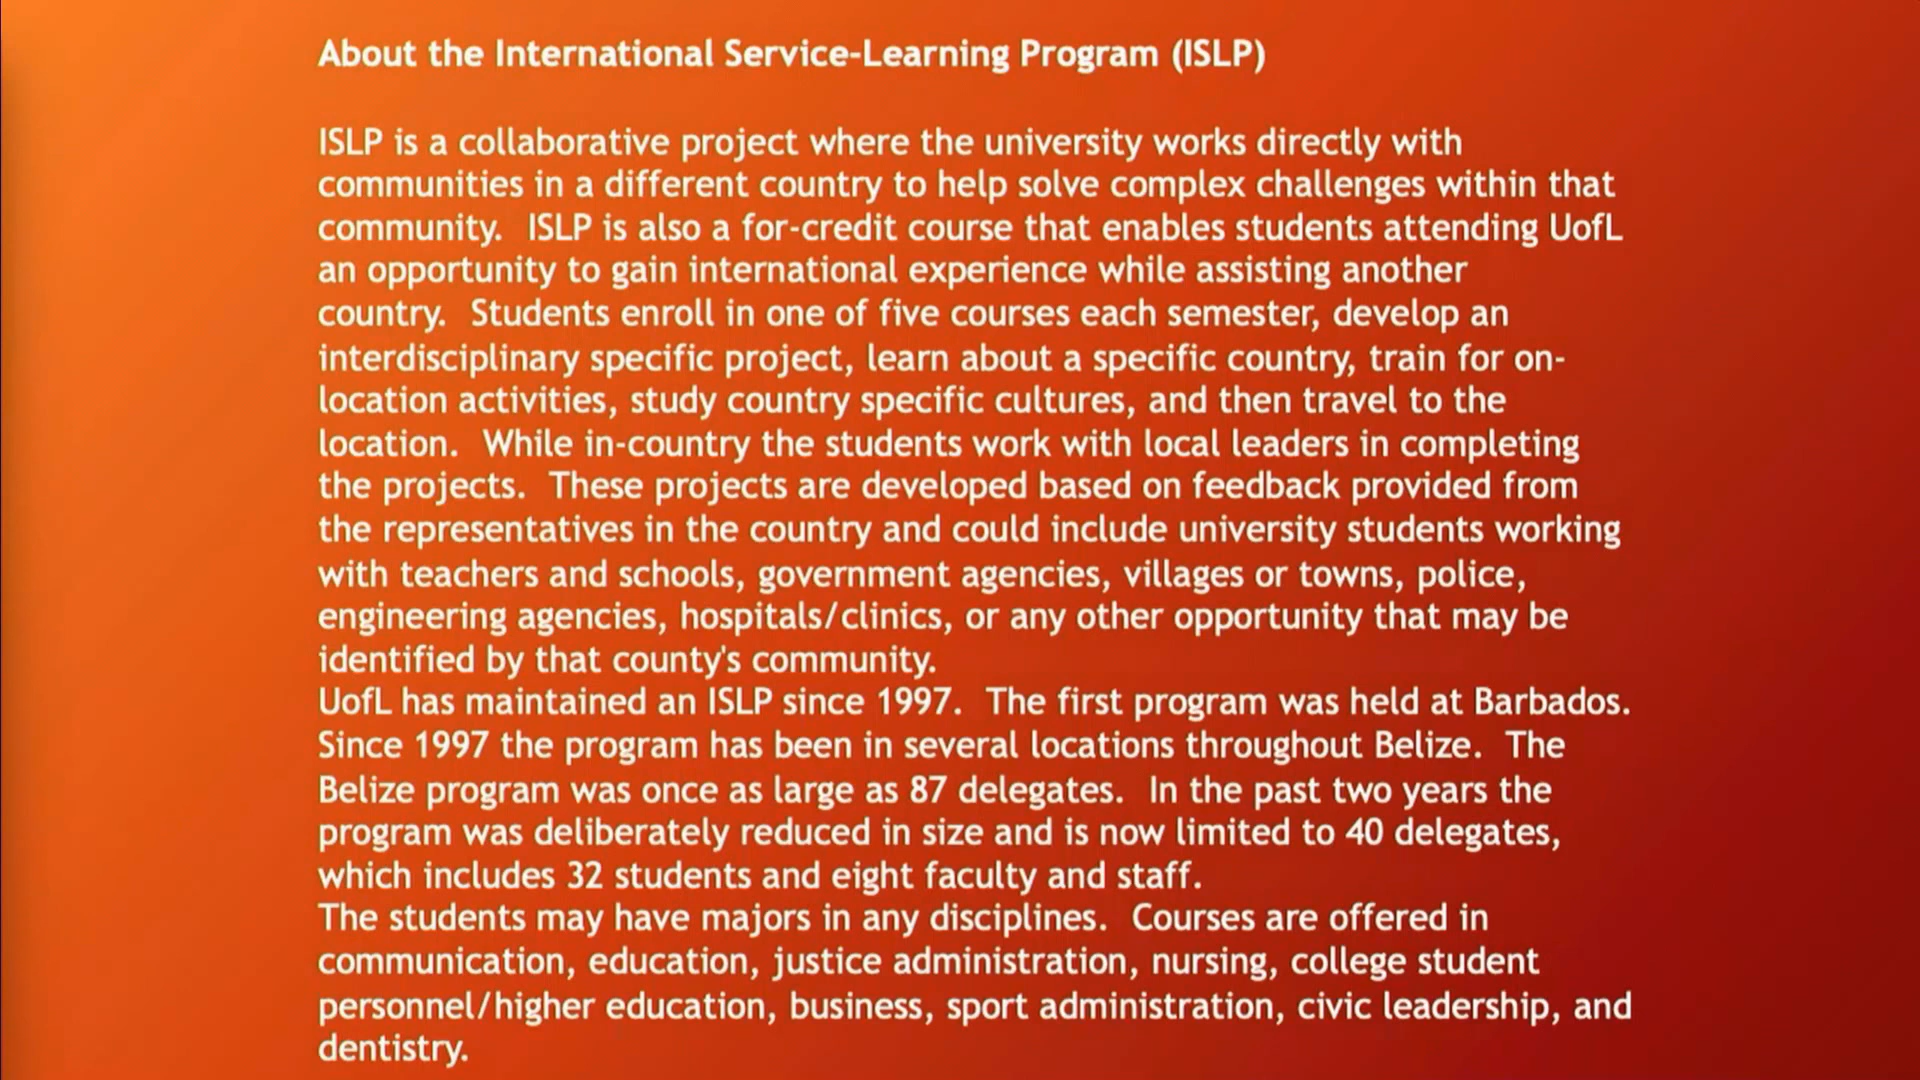 About the International Service-Learning Program (ISLP)
ISLP is a collaborative project where the university works directly with
communities in a different country to help solve complex challenges within that
community.  ISLP is also a for-credit course that enables students attending UofL
an opportunity to gain international experience while assisting another
country.  Students enroll in one of five courses each semester, develop an
interdisciplinary specific project, learn about a specific country, train for on-
location activities, study country specific cultures, and then travel to the
location.  While in-country the students work with local leaders in completing
the projects.  These projects are developed based on feedback provided from
the representatives in the country and could include university students working
with teachers and schools, government agencies, villages or towns, police,
engineering agencies, hospitals/clinics, or any other opportunity that may be
identified by that county's community.
UofL has maintained an ISLP since 1997.  The first program was held at Barbados.
Since 1997 the program has been in several locations throughout Belize.  The
Belize program was once as large as 87 delegates.  In the past two years the
program was deliberately reduced in size and is now limited to 40 delegates,
which includes 32 students and eight faculty and staff.
The students may have majors in any disciplines.  Courses are offered in
communication, education, justice administration, nursing, college student
personnel/higher education, business, sport administration, civic leadership, and
dentistry.